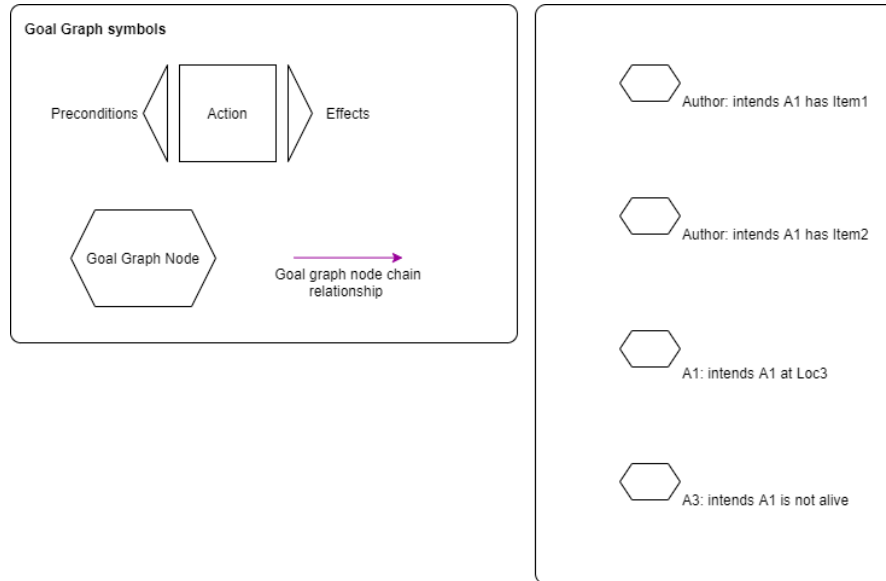 Goal Graph symbols
Preconditions
Action
Effects
Goal Graph Node
Goal graph node chain
relationship
Author: intends A1 has Item1
Author: intends A1 has Item2
A1: intends A1 at Loc3
A3: intends A1 is not alive